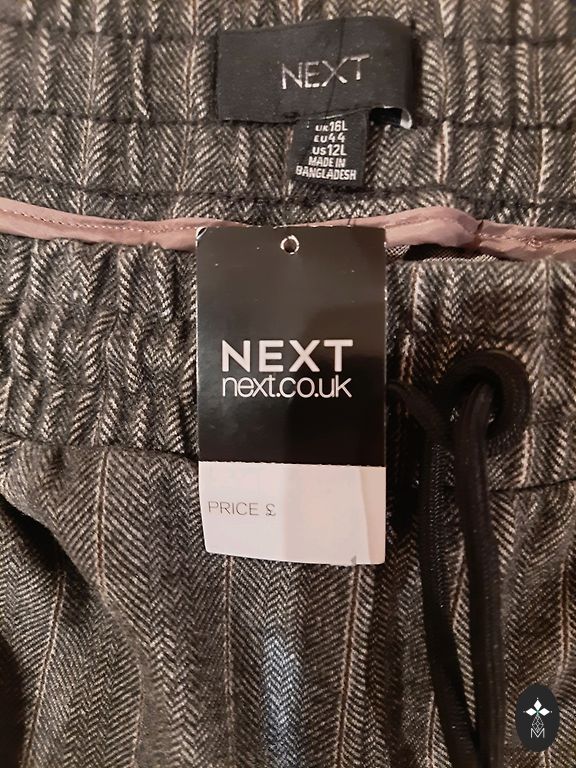 NEXT
UK16L
EU44
US12L
MADE IN
BANGLADESH
NEXT
next.co.uk
PRICE £
M